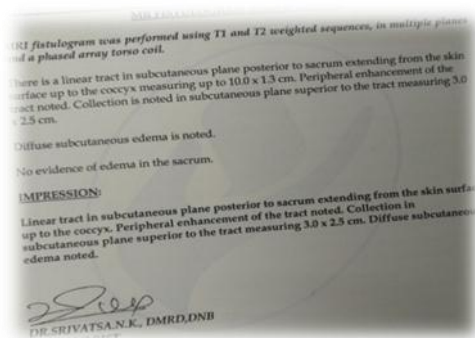 MRI fistulogram was performed using T1 and T2 weighted sequences, in multiple planes
and a phased array torso coil.
There is a linear tract in subcutaneous plane posterior to sacrum extending from the skin
surface up to the coccyx measuring up to 10.0 x 1.3 cm. Peripheral enhancement of the
tract noted. Collection is noted in subcutaneous plane superior to the tract measuring 3.0
x 2.5 cm.
Diffuse subcutaneous edema is noted.
No evidence of edema in the sacrum.
IMPRESSION:
Linear tract in subcutaneous plane posterior to sacrum extending from the skin surface
up to the coccyx. Peripheral enhancement of the tract noted. Collection in
subcutaneous plane superior to the tract measuring 3.0 x 2.5 cm. Diffuse subcutaneous
edema noted.
DR.SRIVATSA.N.K., DMRD,DNB